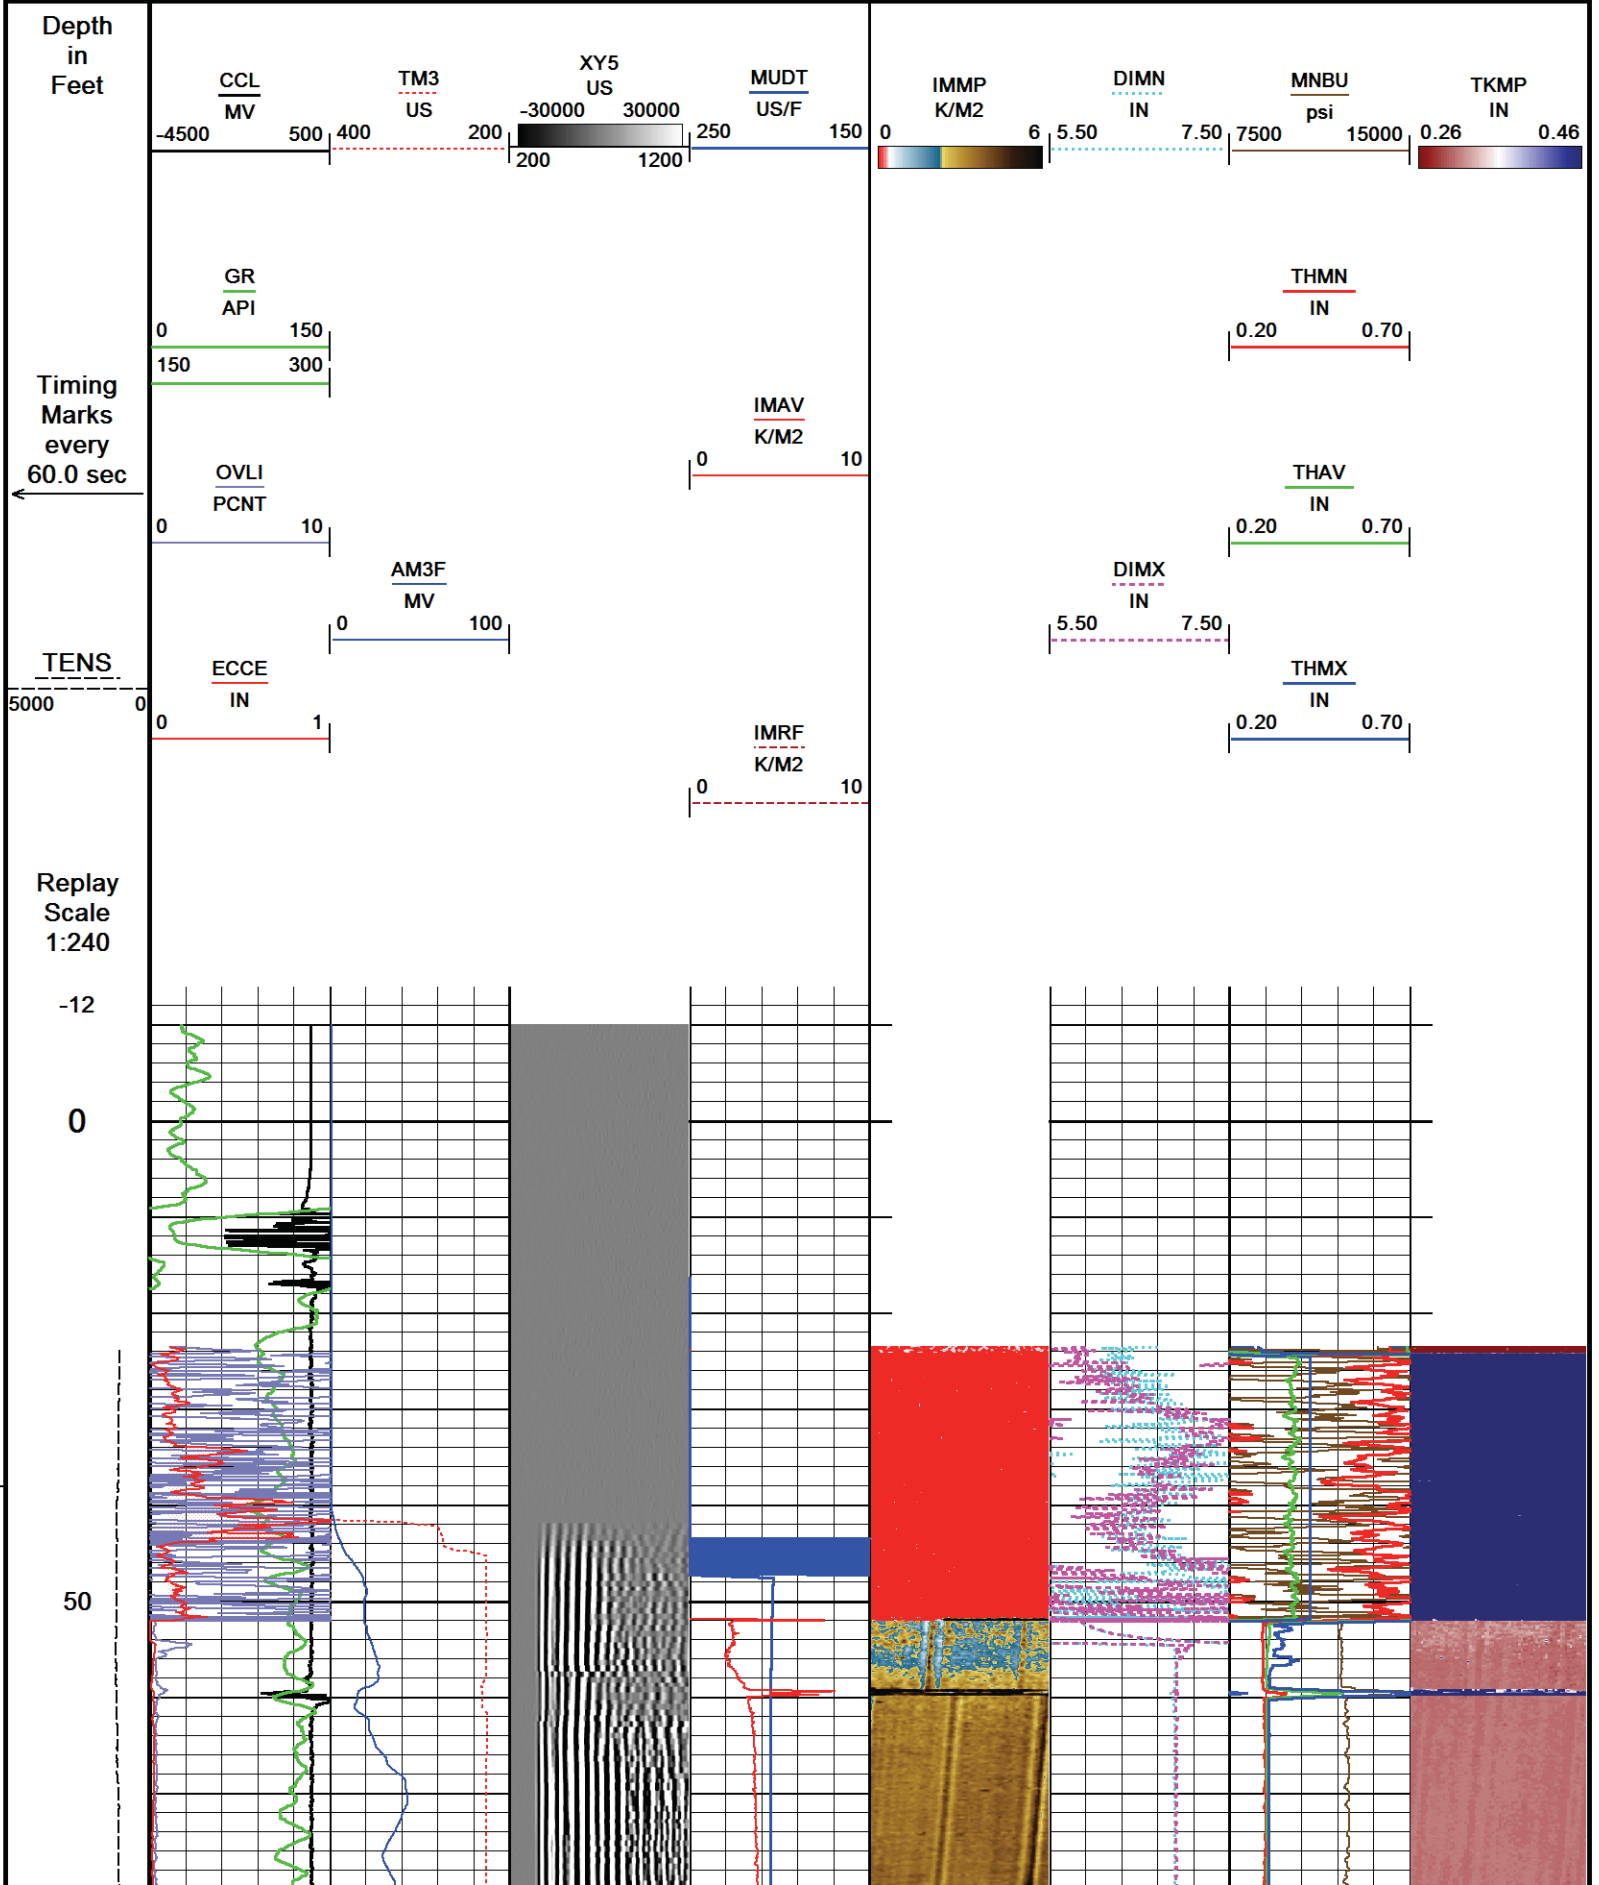 Depth
in
Feet
CCL
MV
-4500 500
TM3
US
400 200
XY5
US
-30000 30000
200 1200
MUDT
US/F
250 150
IMMP
K/M2
0 6
DIMN
IN
5.50 7.50
MNBU
psi
7500 15000
TKMP
IN
0.26 0.46
GR
API
0 150
150 300
THMN
IN
0.20 0.70
Timing
Marks
every
60.0 sec
IMAV
K/M2
0 10
OVLI
PCNT
0 10
THAV
IN
0.20 0.70
AM3F
MV
0 100
DIMX
IN
5.50 7.50
TENS
5000 0
ECCE
IN
0 1
THMX
IN
0.20 0.70
IMRF
K/M2
0 10
Replay
Scale
1:240
-12
0
50